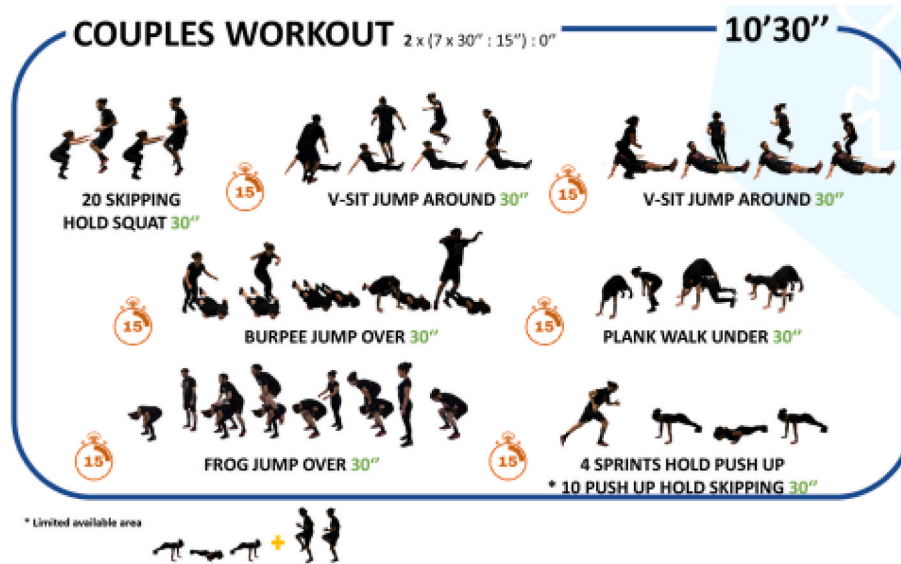 COUPLES WORKOUT 2 x (7 x 30” : 15”) : 0”
10’30”
20 SKIPPING
HOLD SQUAT 30”
15
V-SIT JUMP AROUND 30”
15
V-SIT JUMP AROUND 30”
15
BURPEE JUMP OVER 30”
15
PLANK WALK UNDER 30”
15
FROG JUMP OVER 30”
15
4 SPRINTS HOLD PUSH UP
* 10 PUSH UP HOLD SKIPPING 30”
* Limited available area
+